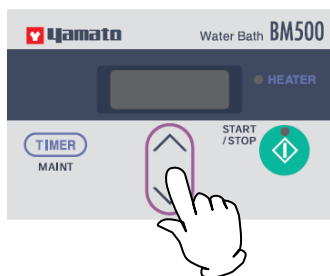 Yamato Water Bath BM500
HEATER
TIMER
MAINT
START
/STOP